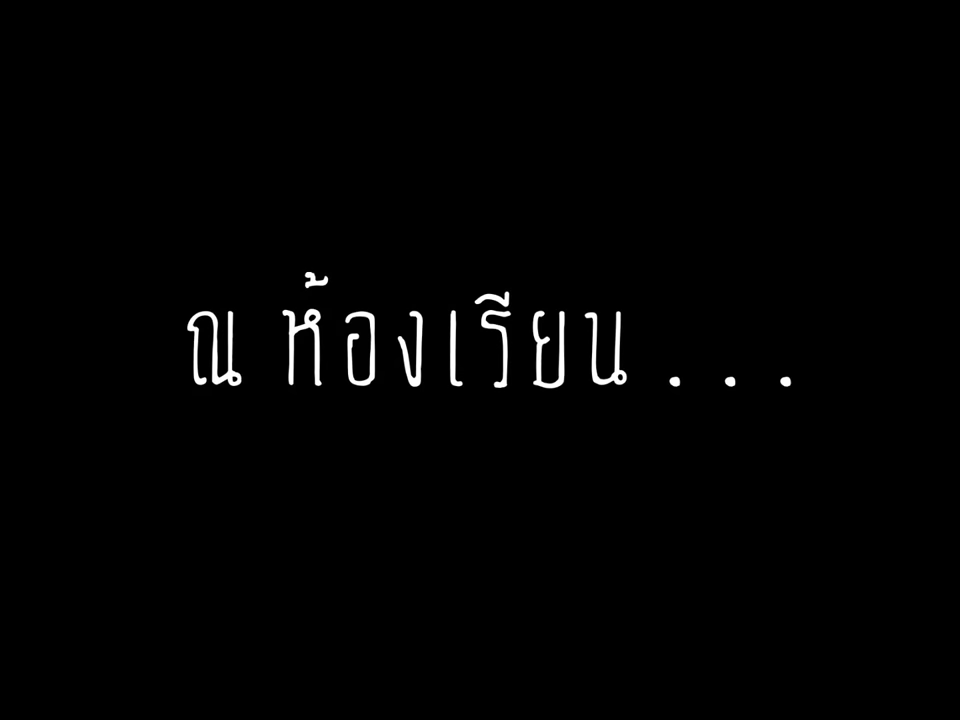 ณ ห้องเรียน . . .